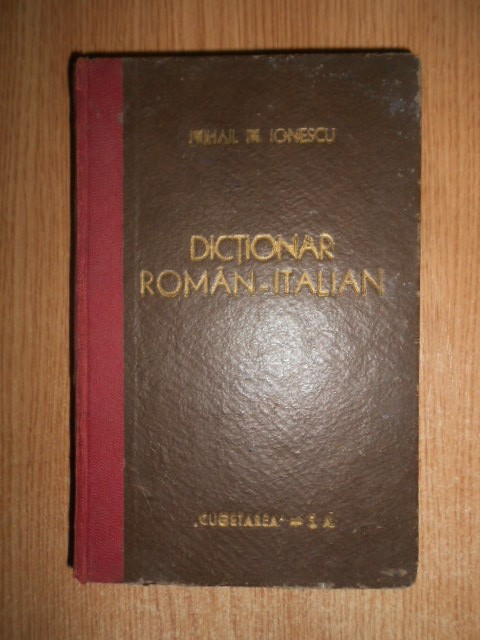 MIHAIL M. IONESCU
DICȚIONAR
ROMÂN-ITALIAN
„CUGETAREA" — S. A.